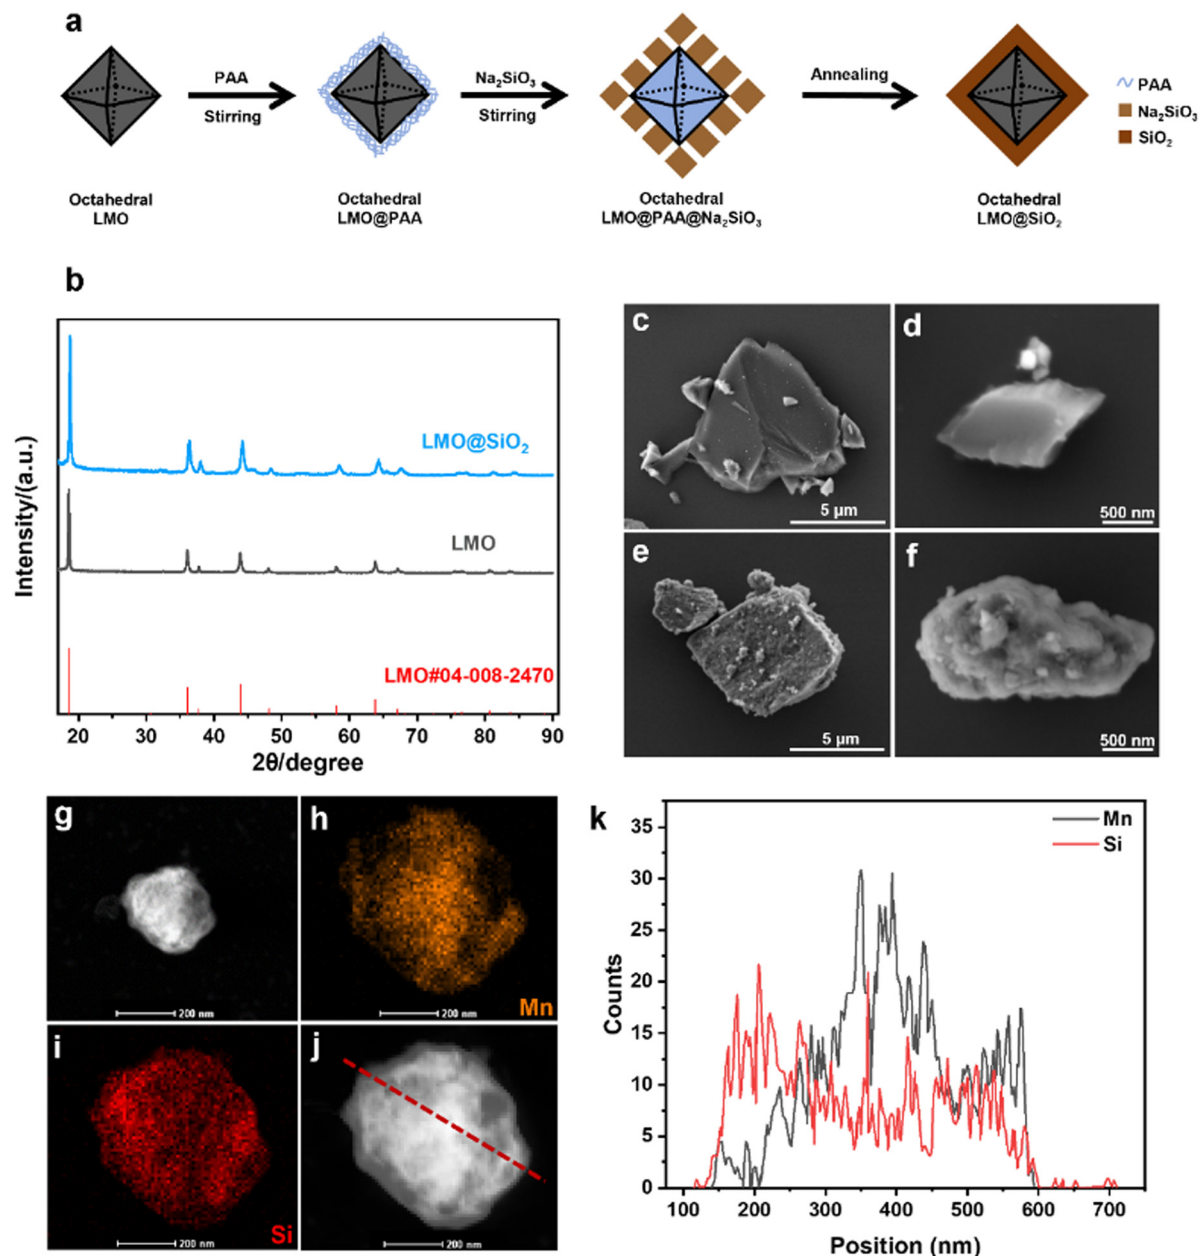 a
PAA
Stirring
Na₂SiO₃
Stirring
Annealing
PAA
Na₂SiO₃
SiO₂
Octahedral
LMO
Octahedral
LMO@PAA
Octahedral
LMO@PAA@Na₂SiO₃
Octahedral
LMO@SiO₂
b
Intensity/(a.u.)
LMO@SiO₂
LMO
LMO#04-008-2470
20 30 40 50 60 70 80 90
2θ/degree
c
5 μm
d
500 nm
e
5 μm
f
500 nm
g
200 nm
h
200 nm
Mn
i
200 nm
Si
j
200 nm
k
Mn
Si
Counts
35
30
25
20
15
10
5
0
100 200 300 400 500 600 700
Position (nm)